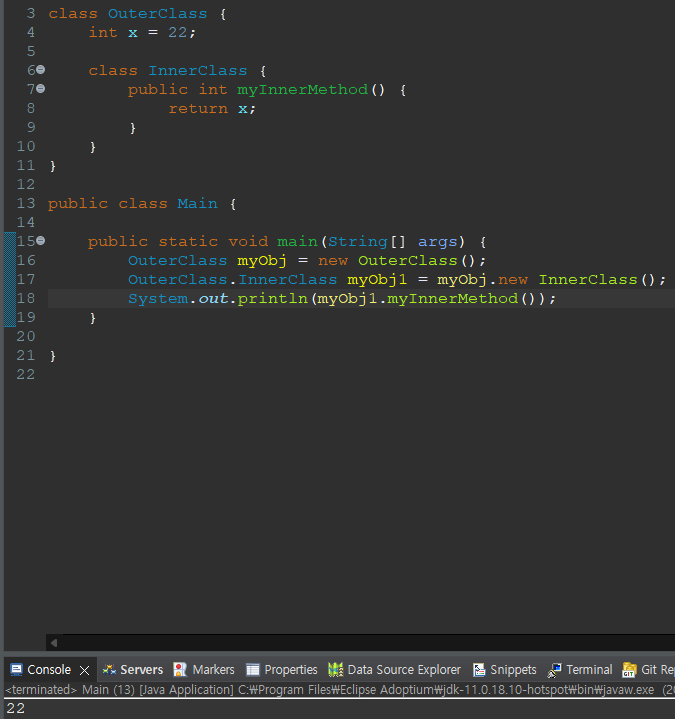 3 class OuterClass {
4     int x = 22;
5
6     class InnerClass {
7         public int myInnerMethod() {
8             return x;
9         }
10     }
11 }
12
13 public class Main {
14
15     public static void main(String[] args) {
16         OuterClass myObj = new OuterClass();
17         OuterClass.InnerClass myObj1 = myObj.new InnerClass();
18         System.out.println(myObj1.myInnerMethod());
19     }
20
21 }
22
Console Servers Markers Properties Data Source Explorer Snippets Terminal Git Re
<terminated> Main (13) [Java Application] C:₩Program Files₩Eclipse Adoptium₩jdk-11.0.18.10-hotspot₩bin₩javaw.exe (20
22